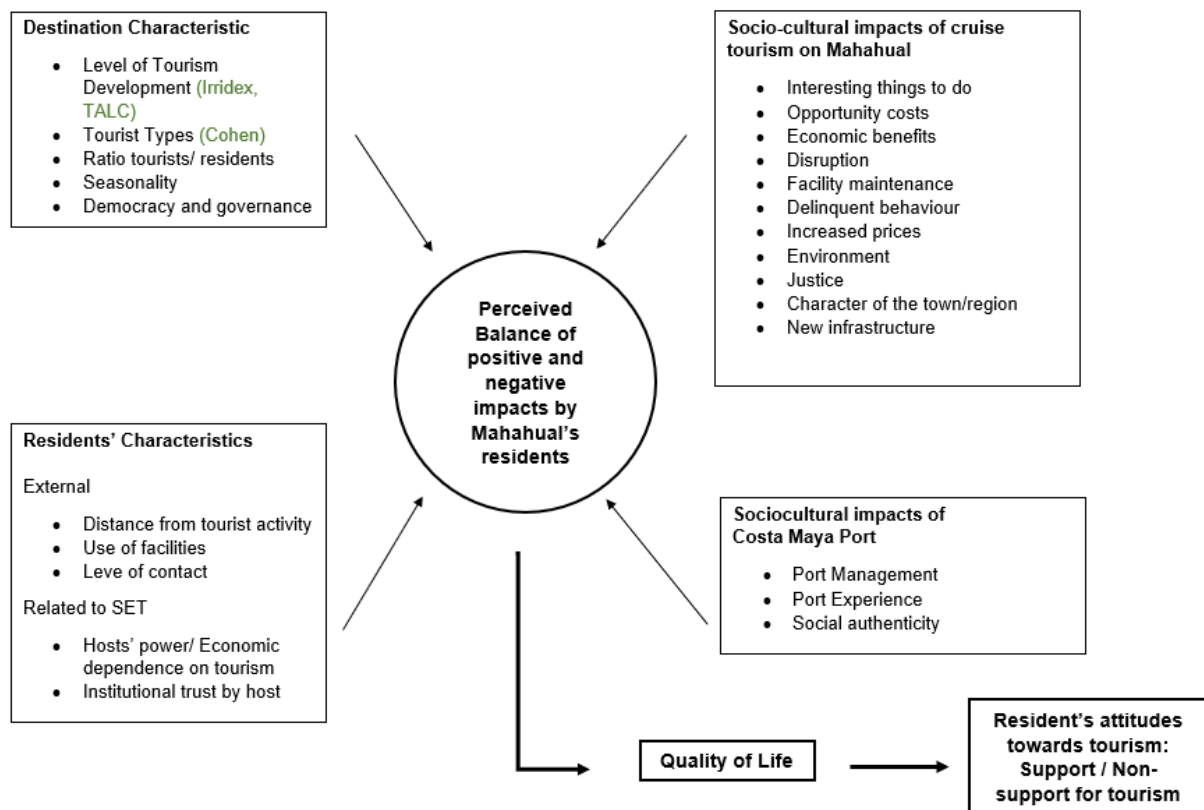 Destination Characteristic
• Level of Tourism
Development (Irridex,
TALC)
• Tourist Types (Cohen)
• Ratio tourists/ residents
• Seasonality
• Democracy and governance
Socio-cultural impacts of cruise
tourism on Mahahual
• Interesting things to do
• Opportunity costs
• Economic benefits
• Disruption
• Facility maintenance
• Delinquent behaviour
• Increased prices
• Environment
• Justice
• Character of the town/region
• New infrastructure
Perceived
Balance of
positive and
negative
impacts by
Mahahual's
residents
Residents' Characteristics
External
• Distance from tourist activity
• Use of facilities
• Leve of contact
Related to SET
• Hosts' power/ Economic
dependence on tourism
• Institutional trust by host
Sociocultural impacts of
Costa Maya Port
• Port Management
• Port Experience
• Social authenticity
Quality of Life
Resident's attitudes
towards tourism:
Support / Non-
support for tourism